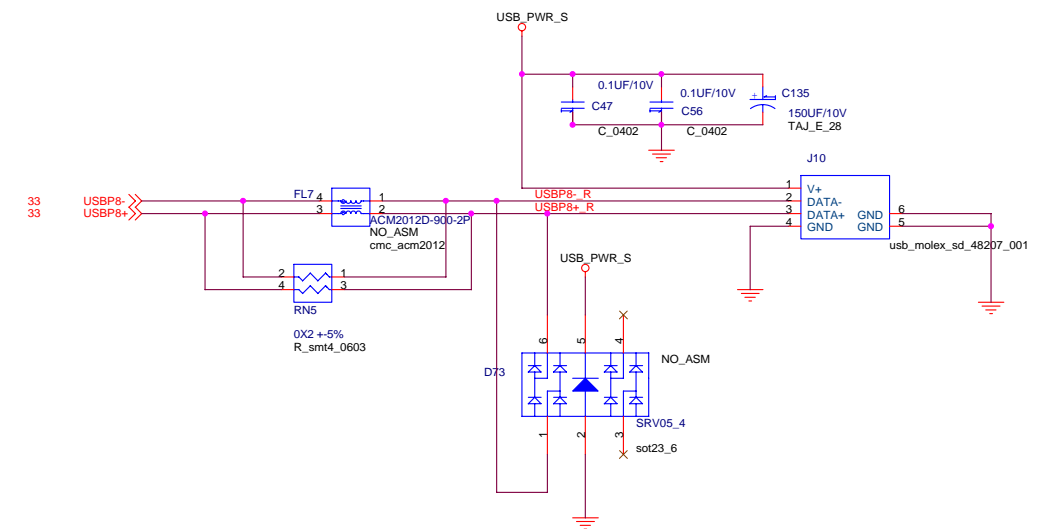 USB_PWR_S
0.1UF/10V
C47
C_0402
0.1UF/10V
C56
C_0402
+
C135
150UF/10V
TAJ_E_28
J10
33 USBP8-
33 USBP8+
FL7
4 1
3 2
ACM2012D-900-2P
NO_ASM
cmc_acm2012
USBP8-_R
USBP8+_R
1 V+
2 DATA-
3 DATA+ GND 6
4 GND GND 5
usb_molex_sd_48207_001
2 1
4 3
RN5
0X2 +-5%
R_smt4_0603
USB_PWR_S
6 5 4
NO_ASM
D73
SRV05_4
1 2 3
sot23_6